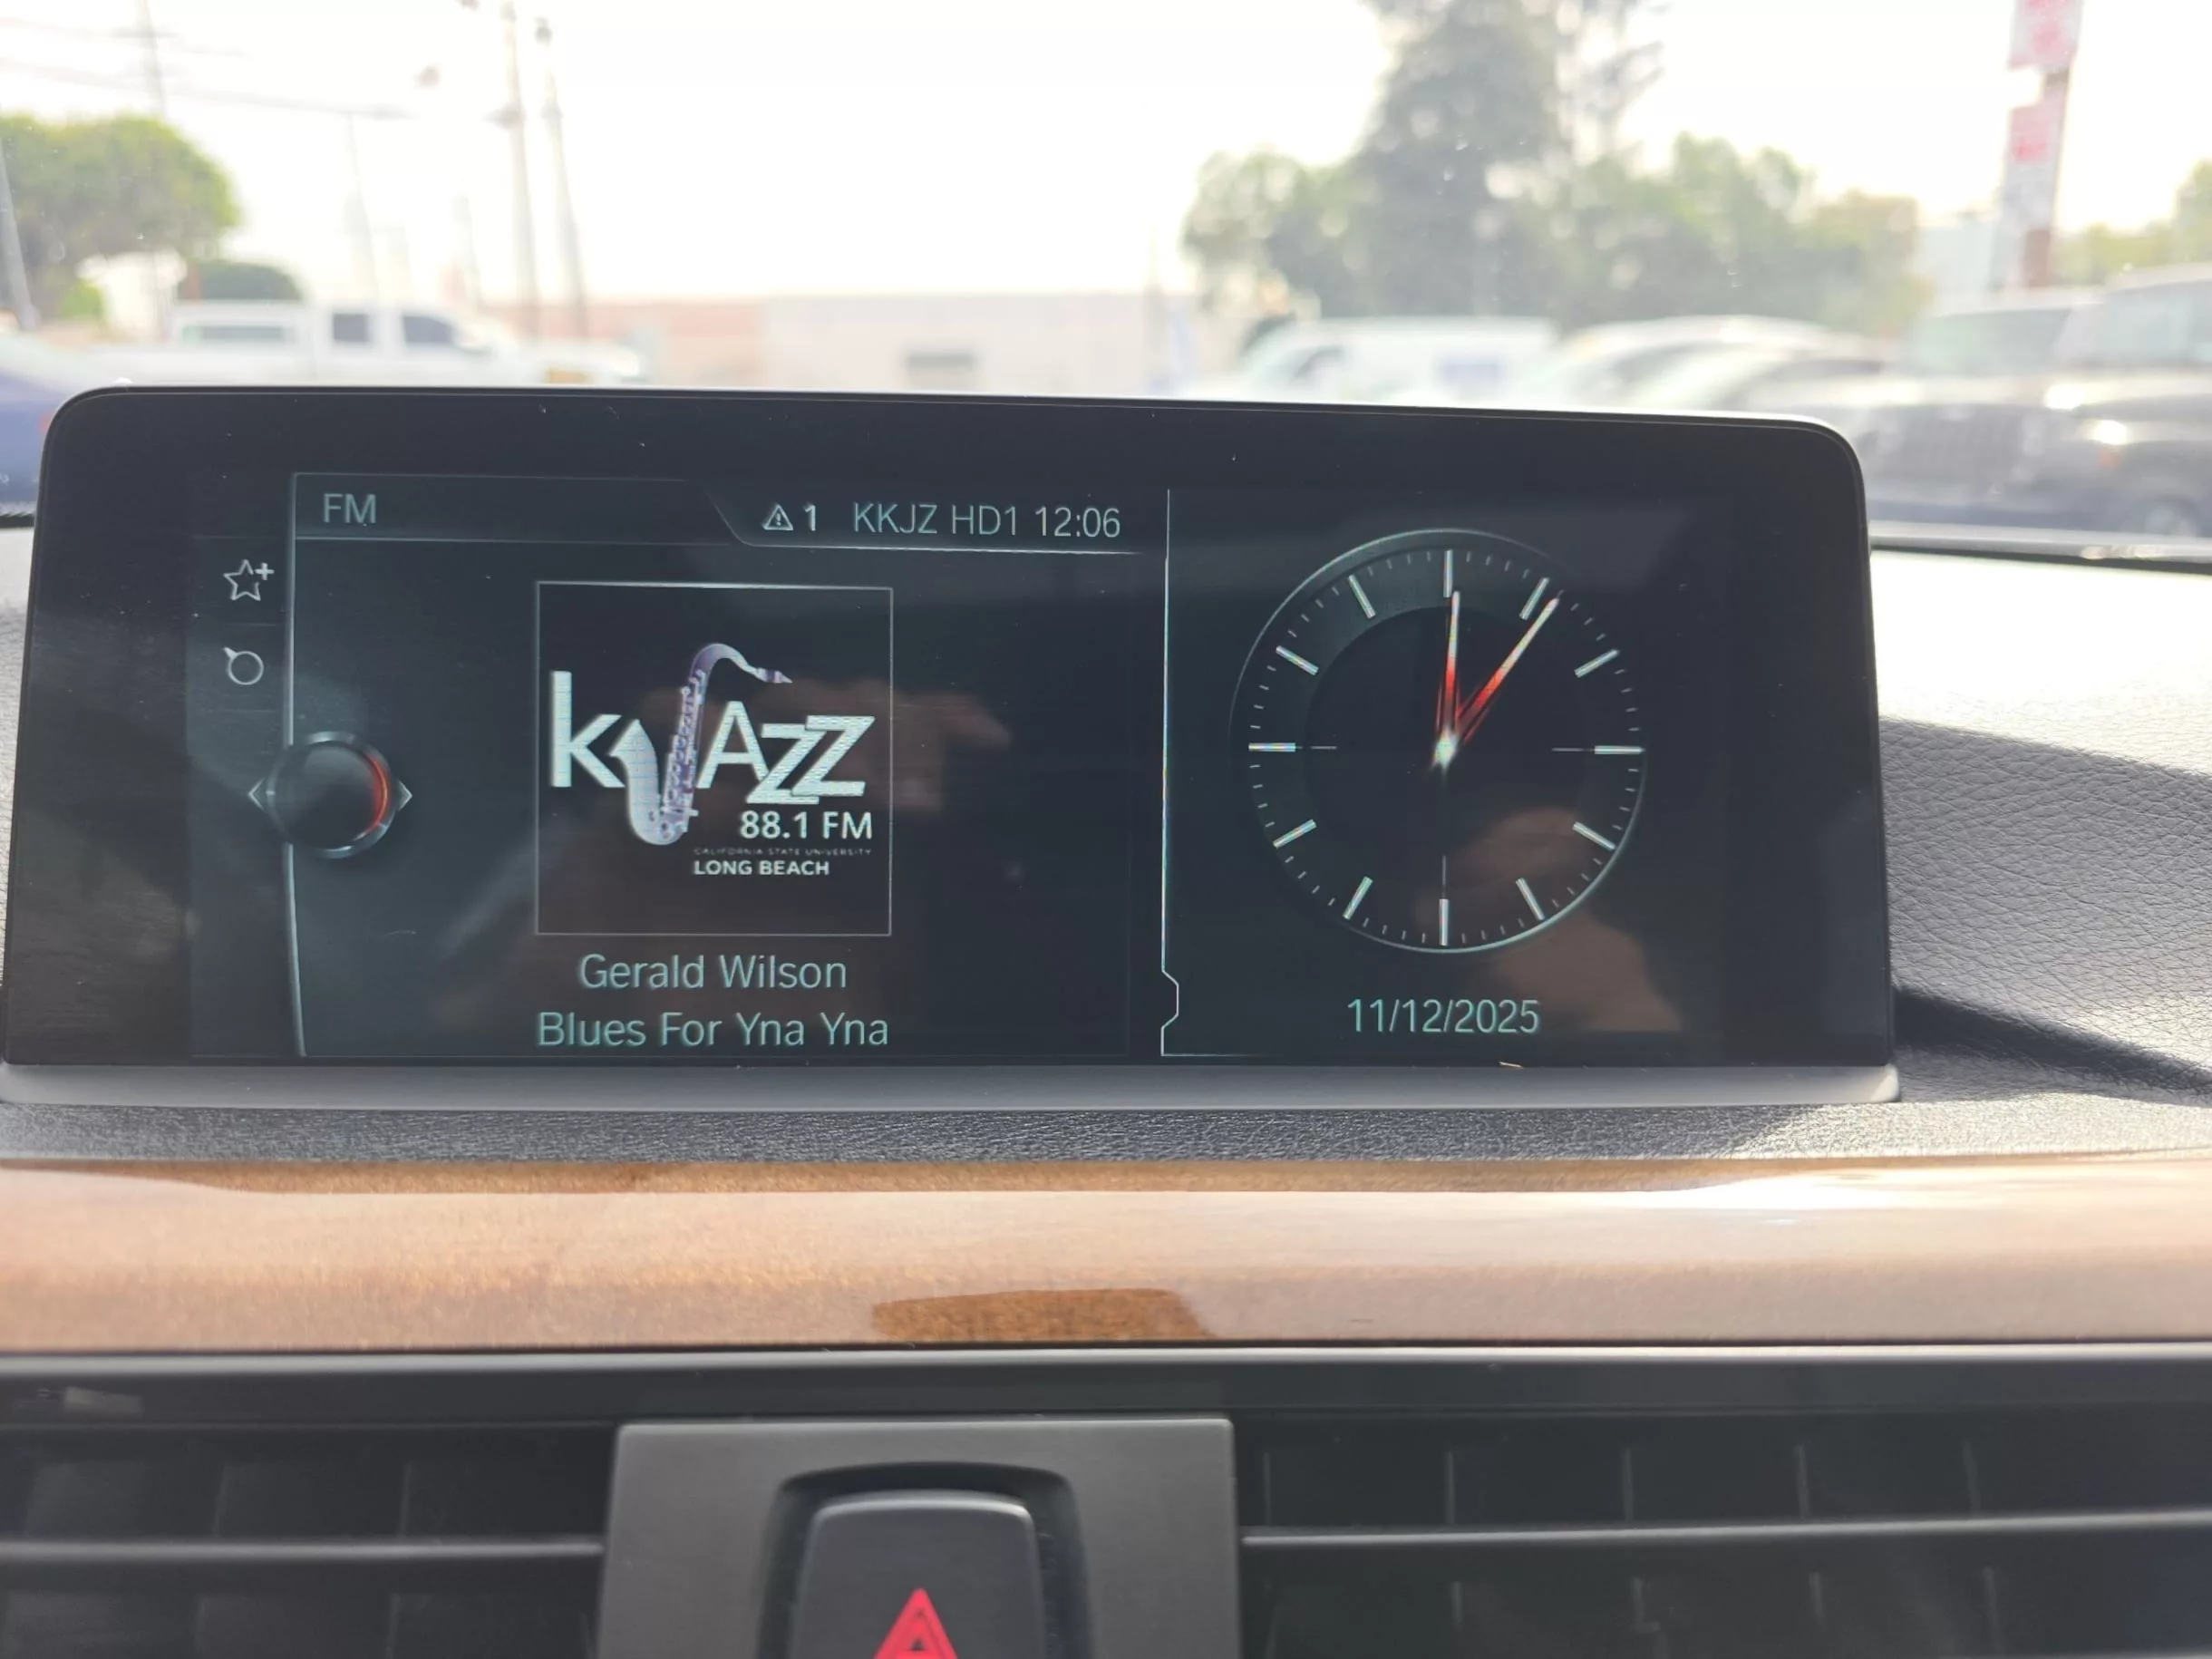 FM
1 KKJZ HD1 12:06
kJAzz
88.1 FM
CALIFORNIA STATE UNIVERSITY
LONG BEACH
Gerald Wilson
Blues For Yna Yna
11/12/2025